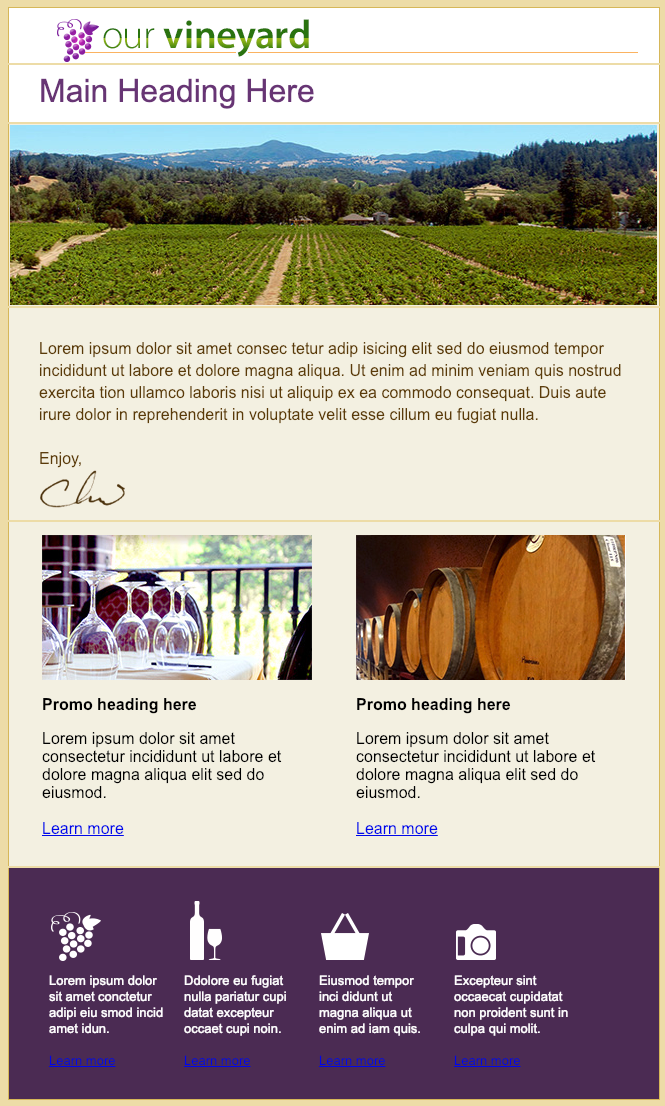 our vineyard
Main Heading Here
Lorem ipsum dolor sit amet consec tetur adip isicing elit sed do eiusmod tempor
incididunt ut labore et dolore magna aliqua. Ut enim ad minim veniam quis nostrud
exercita tion ullamco laboris nisi ut aliquip ex ea commodo consequat. Duis aute
irure dolor in reprehenderit in voluptate velit esse cillum eu fugiat nulla.
Enjoy,
Promo heading here
Lorem ipsum dolor sit amet
consectetur incididunt ut labore et
dolore magna aliqua elit sed do
eiusmod.
Learn more
Promo heading here
Lorem ipsum dolor sit amet
consectetur incididunt ut labore et
dolore magna aliqua elit sed do
eiusmod.
Learn more
Lorem ipsum dolor
sit amet conctetur
adipi eiu smod incid
amet idun.
Learn more
Ddolore eu fugiat
nulla pariatur cupi
datat excepteur
occaet cupi noin.
Learn more
Eiusmod tempor
inci didunt ut
magna aliqua ut
enim ad iam quis.
Learn more
Excepteur sint
occaecat cupidatat
non proident sunt in
culpa qui molit.
Learn more